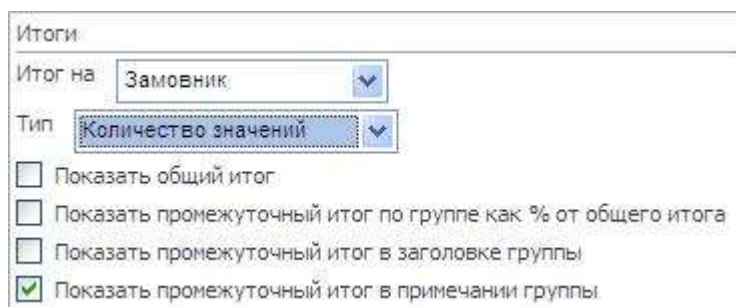 Итоги
Итог на Замовник
Тип Количество значений
Показать общий итог
Показать промежуточный итог по группе как % от общего итога
Показать промежуточный итог в заголовке группы
Показать промежуточный итог в примечании группы